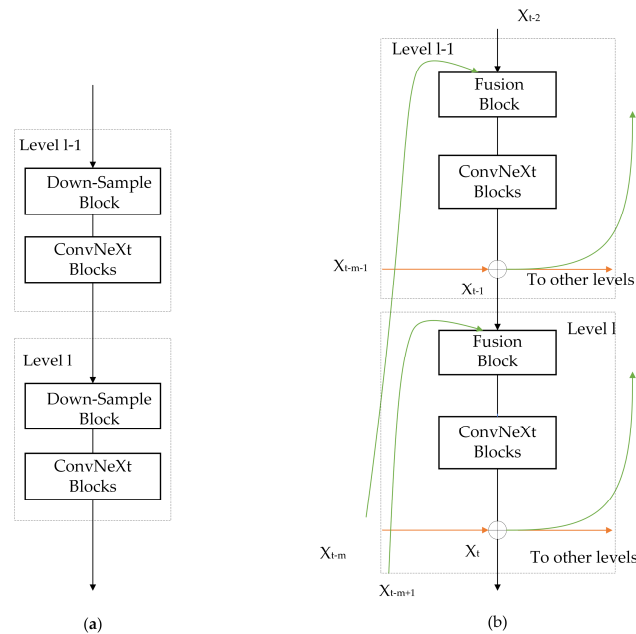 Level l-1
Down-Sample
Block
ConvNeXt
Blocks
Level l
Down-Sample
Block
ConvNeXt
Blocks
(a)
Xt-2
Level l-1
Fusion
Block
ConvNeXt
Blocks
Xt-m-1
To other levels
Xt-1
Level l
Fusion
Block
ConvNeXt
Blocks
Xt-m
Xt
To other levels
Xt-m+1
(b)